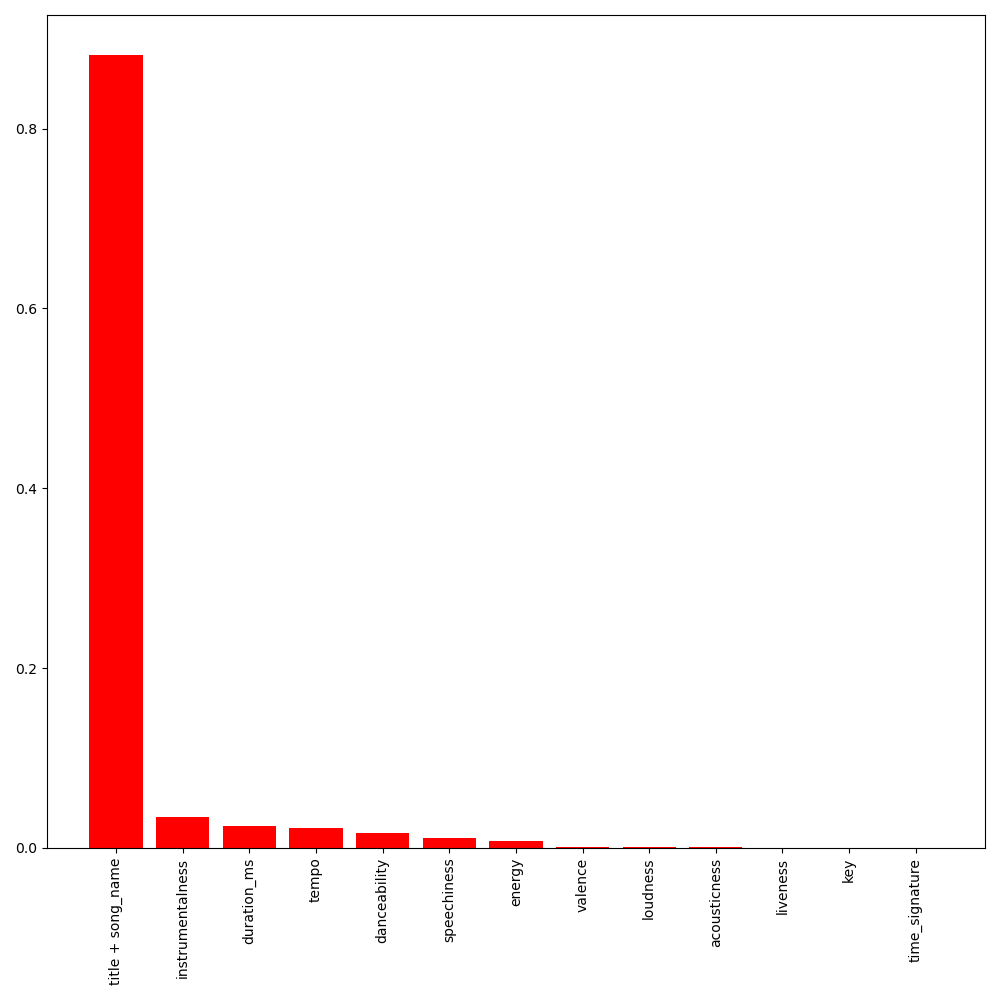 0.8
0.6
0.4
0.2
0.0
title + song_name
instrumentalness
duration_ms
tempo
danceability
speechiness
energy
valence
loudness
acousticness
liveness
key
time_signature